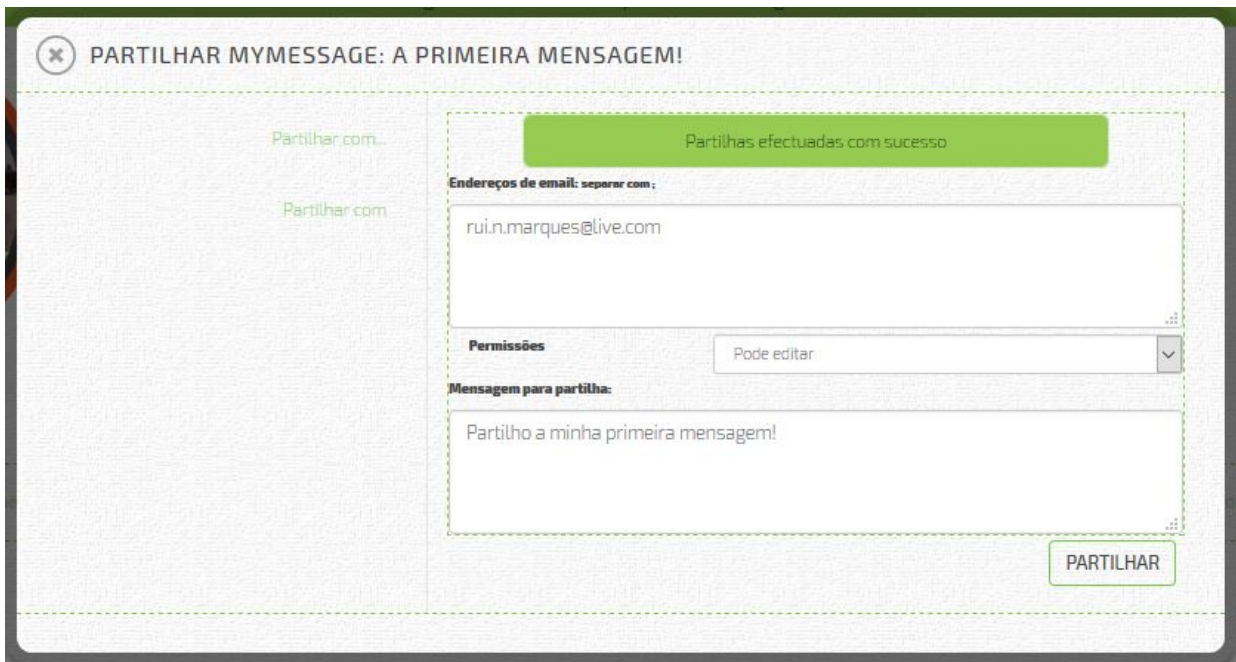 PARTILHAR MYMESSAGE: A PRIMEIRA MENSAGEM!
Partilhar com...
Partilhar com
Partilhas efectuadas com sucesso
Endereços de email: separar com ;
rui.n.marques@live.com
Permissões
Pode editar
Mensagem para partilha:
Partilho a minha primeira mensagem!
PARTILHAR